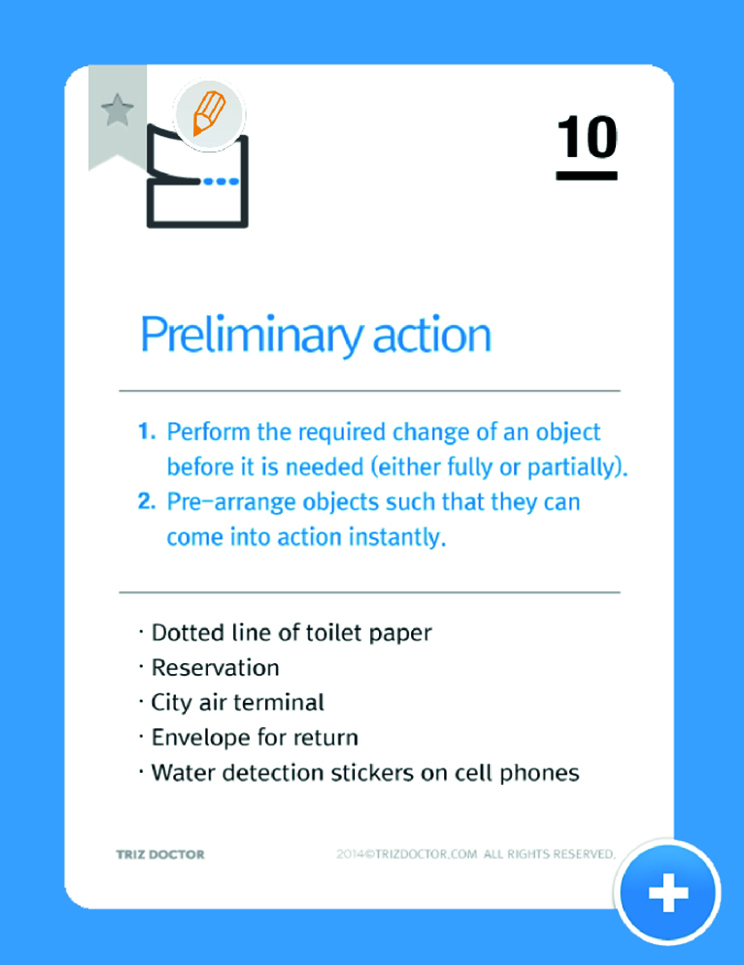 10
Preliminary action
1. Perform the required change of an object
before it is needed (either fully or partially).
2. Pre-arrange objects such that they can
come into action instantly.
· Dotted line of toilet paper
· Reservation
· City air terminal
· Envelope for return
· Water detection stickers on cell phones
TRIZ DOCTOR 2014©TRIZDOCTOR.COM ALL RIGHTS RESERVED.